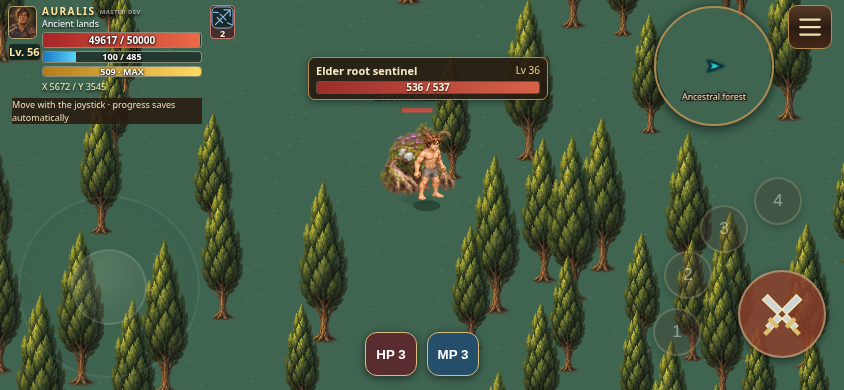 AURALIS MASTER DEV
Ancient lands
49617 / 50000
Lv. 56
100 / 485
509 · MAX
X 5672 / Y 3545
Move with the joystick · progress saves
automatically
2
Elder root sentinel Lv 36
536 / 537
Ancestral forest
4
3
2
1
HP 3
MP 3